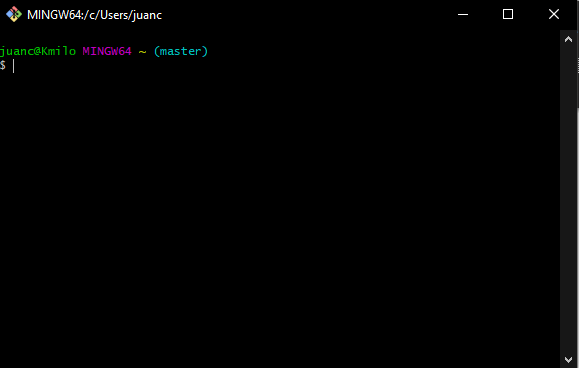 MINGW64:/c/Users/juanc
juanc@Kmilo MINGW64 ~ (master)
$